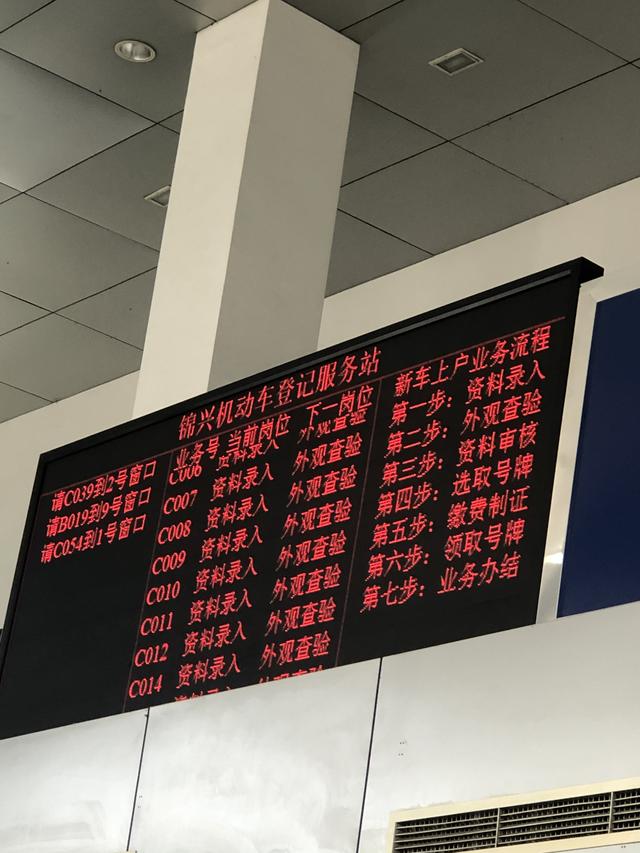 锦兴机动车登记服务站
请C039到2号窗口
请B019到9号窗口
请C054到1号窗口
业务号 当前岗位 下一岗位
C006 资料录入 外观查验
C007 资料录入 外观查验
C008 资料录入 外观查验
C009 资料录入 外观查验
C010 资料录入 外观查验
C011 资料录入 外观查验
C012 资料录入 外观查验
C014 资料录入 外观查验
新车上户业务流程
第一步：资料录入
第二步：外观查验
第三步：资料审核
第四步：选取号牌
第五步：缴费制证
第六步：领取号牌
第七步：业务办结